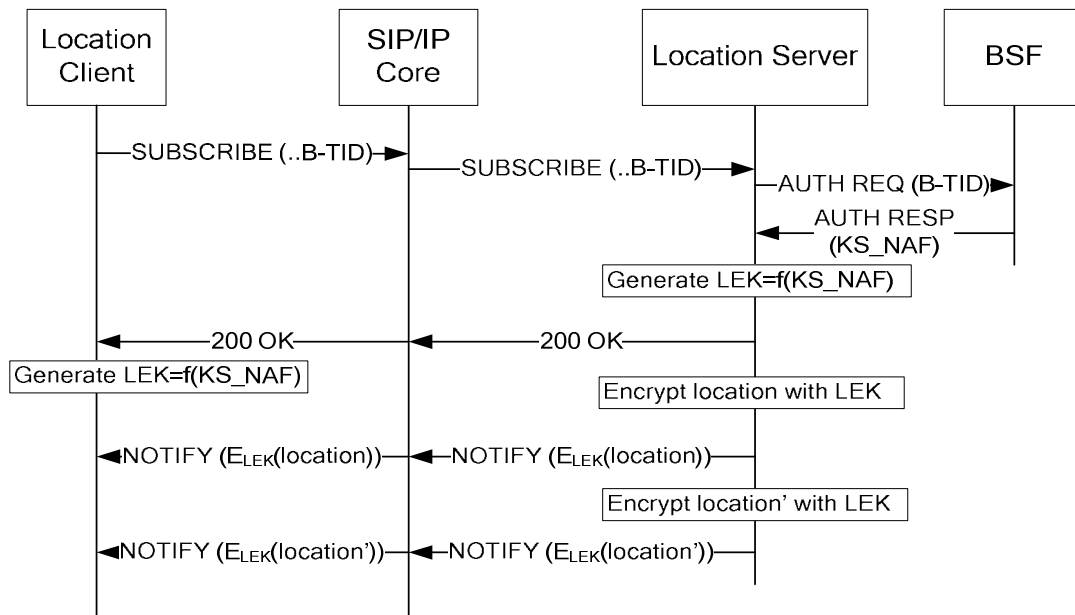 Location
Client
SIP/IP
Core
Location Server
BSF
SUBSCRIBE (..B-TID)
SUBSCRIBE (..B-TID)
AUTH REQ (B-TID)
AUTH RESP
(KS_NAF)
Generate LEK=f(KS_NAF)
200 OK
200 OK
Generate LEK=f(KS_NAF)
Encrypt location with LEK
NOTIFY (ELEK(location))
NOTIFY (ELEK(location))
Encrypt location' with LEK
NOTIFY (ELEK(location'))
NOTIFY (ELEK(location'))